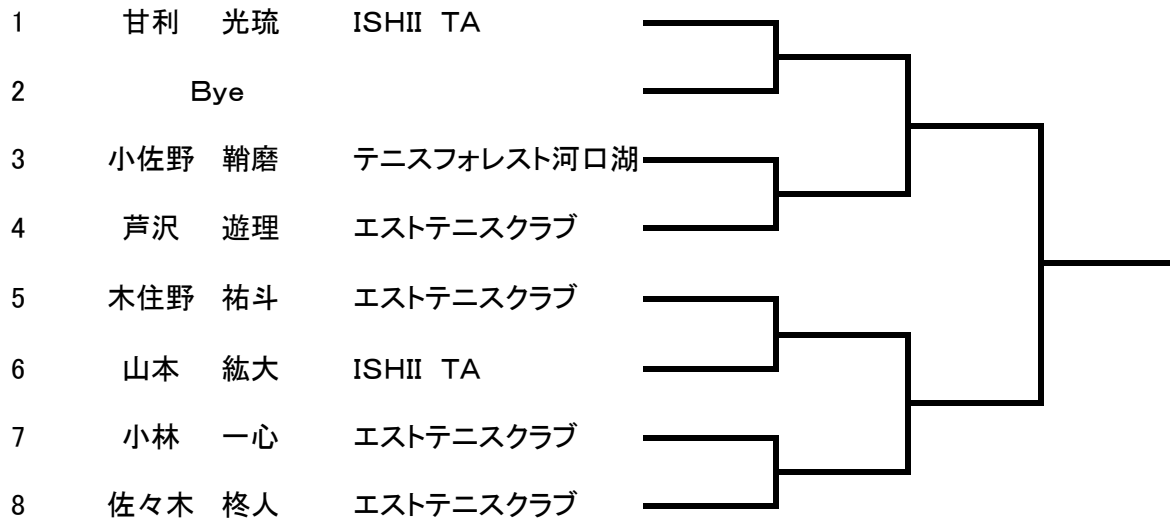 1 甘利 光琉 ISHII TA
2 Bye
3 小佐野 鞘磨 テニスフォレスト河口湖
4 芦沢 遊理 エストテニスクラブ
5 木住野 祐斗 エストテニスクラブ
6 山本 紘大 ISHII TA
7 小林 一心 エストテニスクラブ
8 佐々木 柊人 エストテニスクラブ